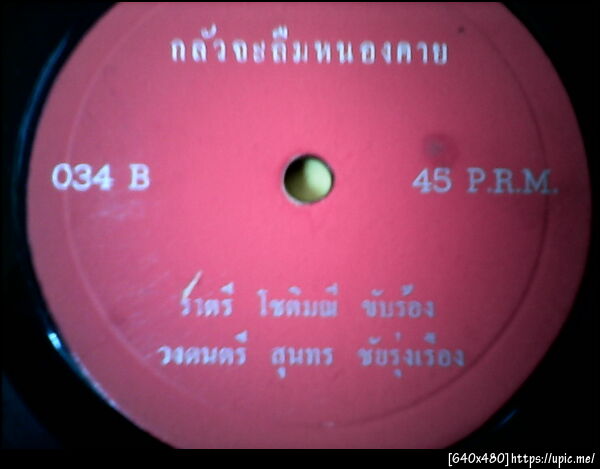 กลัวจะลืมหนองคาย
034 B 45 P.R.M.
ราตรี โชติมณี ขับร้อง
วงดนตรี สุนทร ชัยรุ่งเรือง
[640x480]https://upic.me/